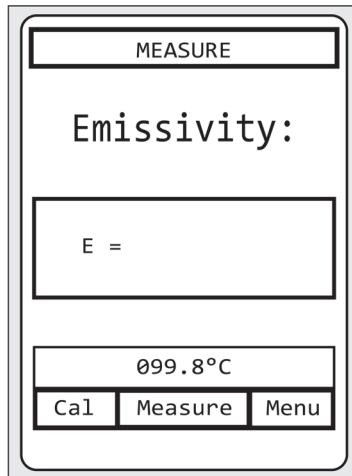 MEASURE
Emissivity:
E =
099.8°C
Cal Measure Menu